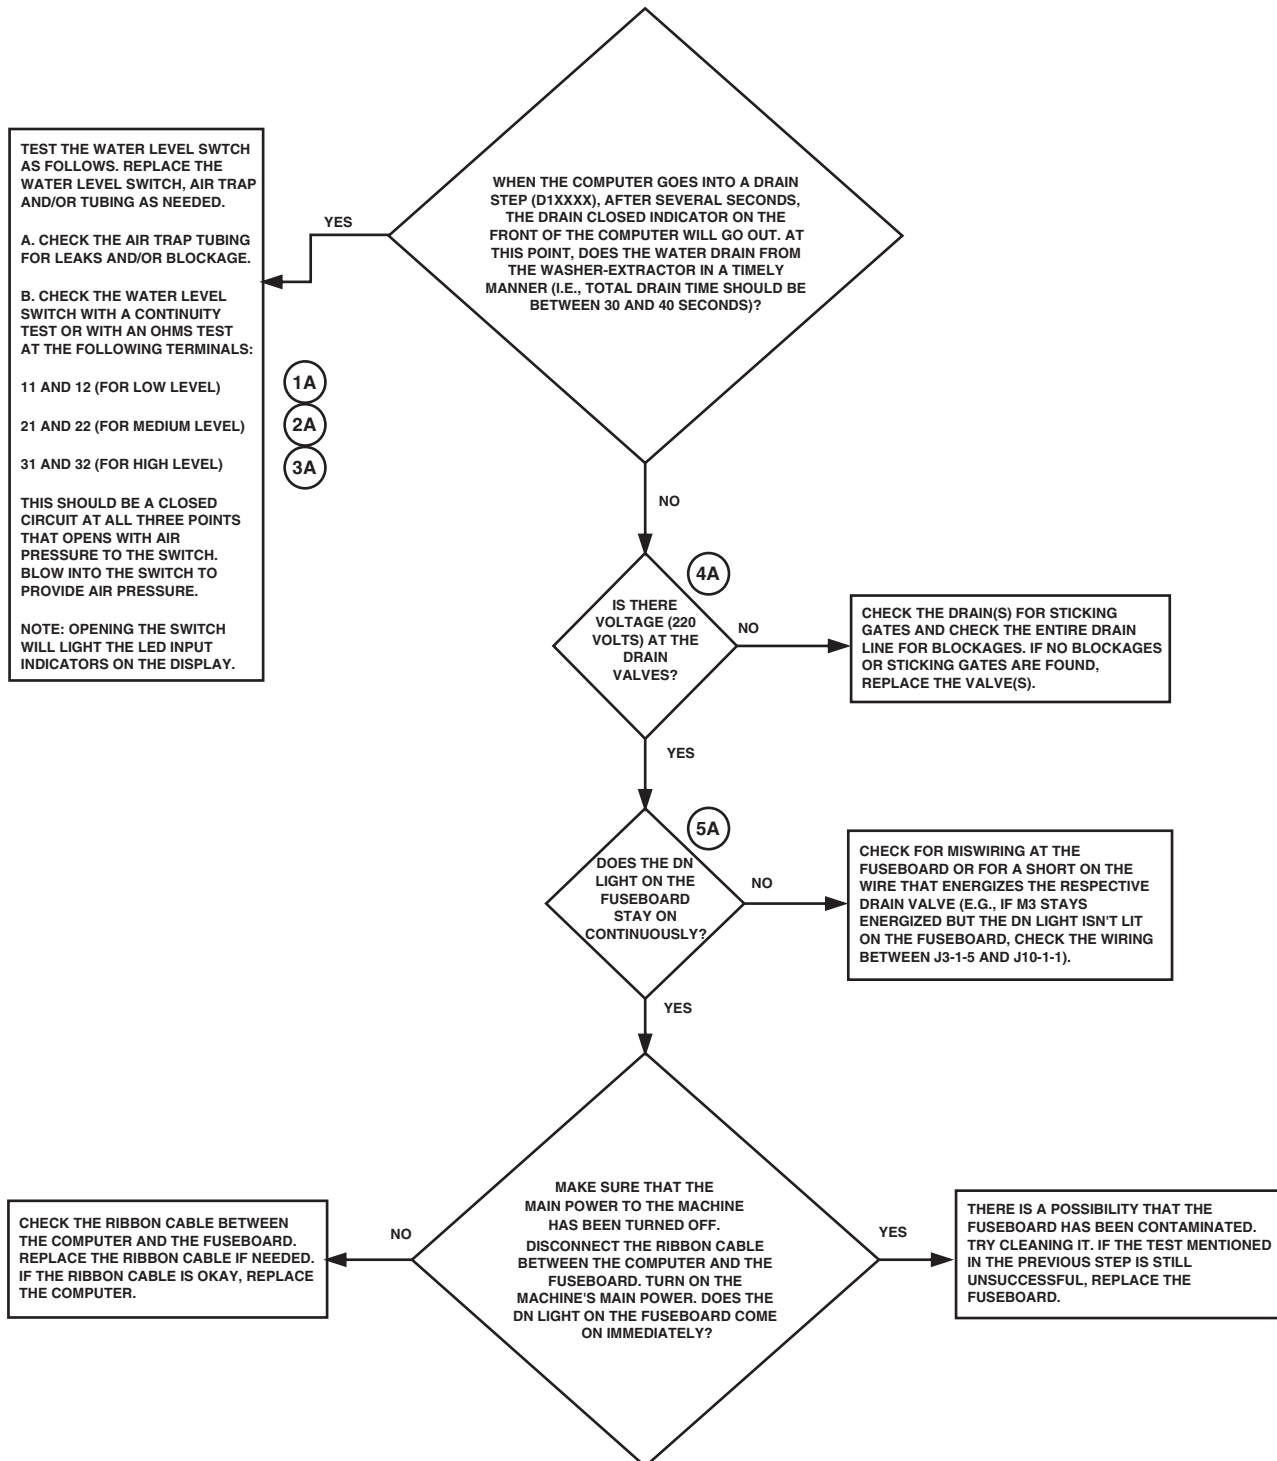 WHEN THE COMPUTER GOES INTO A DRAIN
STEP (D1XXXX), AFTER SEVERAL SECONDS,
THE DRAIN CLOSED INDICATOR ON THE
FRONT OF THE COMPUTER WILL GO OUT. AT
THIS POINT, DOES THE WATER DRAIN FROM
THE WASHER-EXTRACTOR IN A TIMELY
MANNER (I.E., TOTAL DRAIN TIME SHOULD BE
BETWEEN 30 AND 40 SECONDS)?
YES
TEST THE WATER LEVEL SWTCH
AS FOLLOWS. REPLACE THE
WATER LEVEL SWITCH, AIR TRAP
AND/OR TUBING AS NEEDED.
A. CHECK THE AIR TRAP TUBING
FOR LEAKS AND/OR BLOCKAGE.
B. CHECK THE WATER LEVEL
SWITCH WITH A CONTINUITY
TEST OR WITH AN OHMS TEST
AT THE FOLLOWING TERMINALS:
11 AND 12 (FOR LOW LEVEL)
1A
21 AND 22 (FOR MEDIUM LEVEL)
2A
31 AND 32 (FOR HIGH LEVEL)
3A
THIS SHOULD BE A CLOSED
CIRCUIT AT ALL THREE POINTS
THAT OPENS WITH AIR
PRESSURE TO THE SWITCH.
BLOW INTO THE SWITCH TO
PROVIDE AIR PRESSURE.
NOTE: OPENING THE SWITCH
WILL LIGHT THE LED INPUT
INDICATORS ON THE DISPLAY.
NO
4A
IS THERE
VOLTAGE (220
VOLTS) AT THE
DRAIN
VALVES?
NO
CHECK THE DRAIN(S) FOR STICKING
GATES AND CHECK THE ENTIRE DRAIN
LINE FOR BLOCKAGES. IF NO BLOCKAGES
OR STICKING GATES ARE FOUND,
REPLACE THE VALVE(S).
YES
5A
DOES THE DN
LIGHT ON THE
FUSEBOARD
STAY ON
CONTINUOUSLY?
NO
CHECK FOR MISWIRING AT THE
FUSEBOARD OR FOR A SHORT ON THE
WIRE THAT ENERGIZES THE RESPECTIVE
DRAIN VALVE (E.G., IF M3 STAYS
ENERGIZED BUT THE DN LIGHT ISN'T LIT
ON THE FUSEBOARD, CHECK THE WIRING
BETWEEN J3-1-5 AND J10-1-1).
YES
MAKE SURE THAT THE
MAIN POWER TO THE MACHINE
HAS BEEN TURNED OFF.
DISCONNECT THE RIBBON CABLE
BETWEEN THE COMPUTER AND THE
FUSEBOARD. TURN ON THE
MACHINE'S MAIN POWER. DOES THE
DN LIGHT ON THE FUSEBOARD COME
ON IMMEDIATELY?
NO
CHECK THE RIBBON CABLE BETWEEN
THE COMPUTER AND THE FUSEBOARD.
REPLACE THE RIBBON CABLE IF NEEDED.
IF THE RIBBON CABLE IS OKAY, REPLACE
THE COMPUTER.
YES
THERE IS A POSSIBILITY THAT THE
FUSEBOARD HAS BEEN CONTAMINATED.
TRY CLEANING IT. IF THE TEST MENTIONED
IN THE PREVIOUS STEP IS STILL
UNSUCCESSFUL, REPLACE THE
FUSEBOARD.